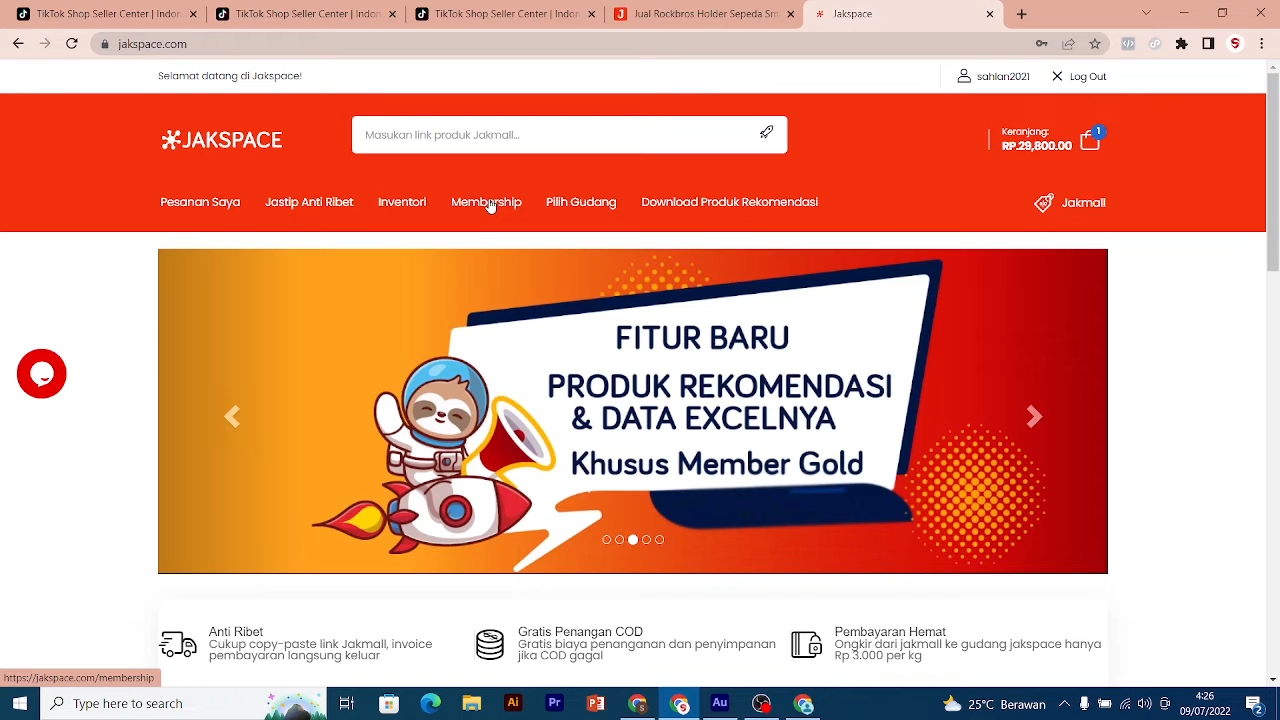 TikTok Shop Seller Center | Indon
TikTok Shop Seller Center | Indon
TikTok Shop Seller Center | Indon
Jual Rockbros Holder Sepeda Sm
Jakspace
jakspace.com
Selamat datang di Jakspace!
sahlan2021
Log Out
JAKSPACE
Masukan link produk Jakmall...
Keranjang:
RP.29,800.00
1
Pesanan Saya
Jastip Anti Ribet
Inventori
Membership
Pilih Gudang
Download Produk Rekomendasi
Jakmall
FITUR BARU
PRODUK REKOMENDASI
& DATA EXCELNYA
Khusus Member Gold
Anti Ribet
Cukup copy-paste link Jakmall, invoice
pembayaran langsung keluar
Gratis Penangan COD
Gratis biaya penanganan dan penyimpanan
jika COD gagal
Pembayaran Hemat
Ongkir dari jakmall ke gudang jakspace hanya
Rp 3.000 per kg
https://jakspace.com/membership
Type here to search
Ai
Pr
Au
25°C Berawan
4:26
09/07/2022
2